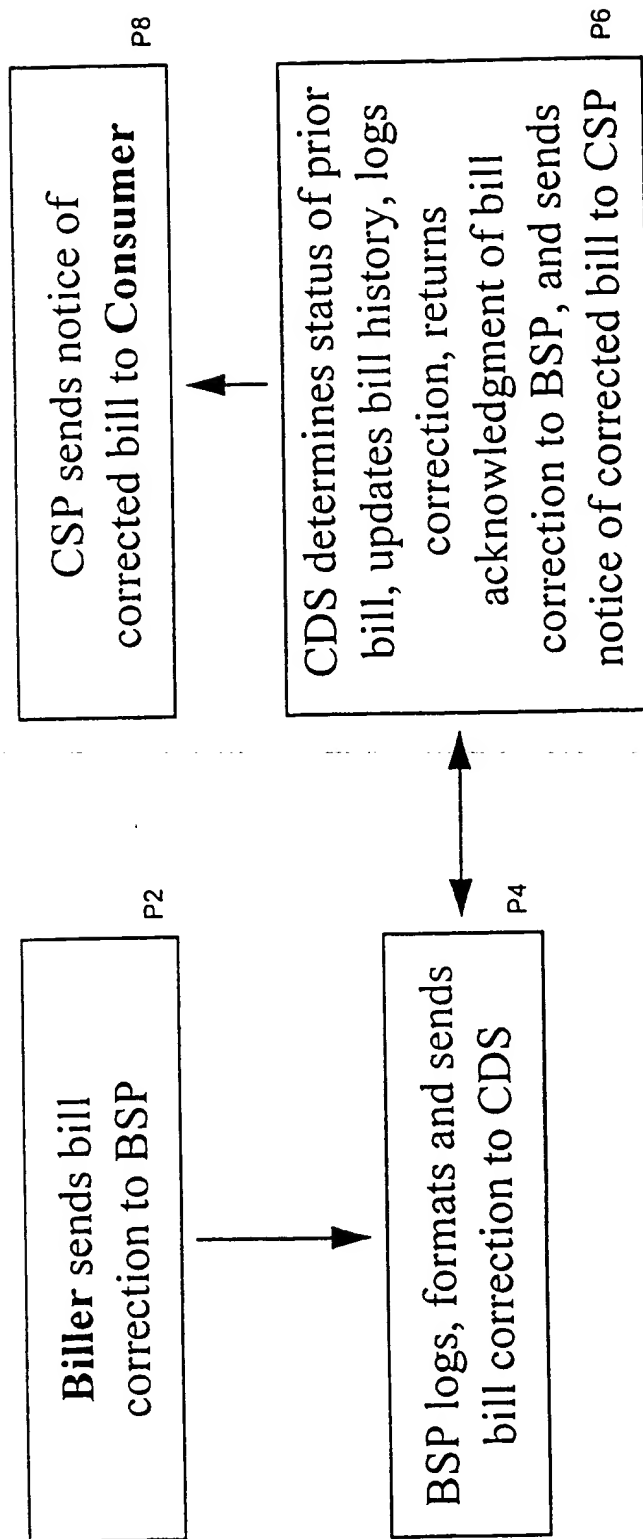 Biller sends bill
correction to BSP
P2
BSP logs, formats and sends
bill correction to CDS
P4
CDS determines status of prior
bill, updates bill history, logs
correction, returns
acknowledgment of bill
correction to BSP, and sends
notice of corrected bill to CSP
P6
CSP sends notice of
corrected bill to Consumer
P8